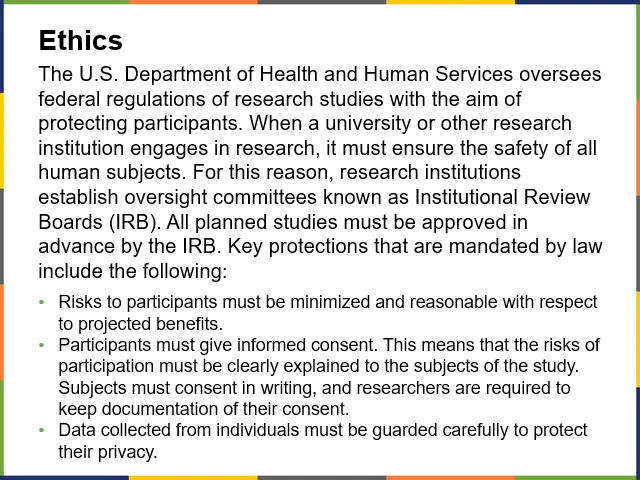 Ethics
The U.S. Department of Health and Human Services oversees
federal regulations of research studies with the aim of
protecting participants. When a university or other research
institution engages in research, it must ensure the safety of all
human subjects. For this reason, research institutions
establish oversight committees known as Institutional Review
Boards (IRB). All planned studies must be approved in
advance by the IRB. Key protections that are mandated by law
include the following:
• Risks to participants must be minimized and reasonable with respect
to projected benefits.
• Participants must give informed consent. This means that the risks of
participation must be clearly explained to the subjects of the study.
Subjects must consent in writing, and researchers are required to
keep documentation of their consent.
• Data collected from individuals must be guarded carefully to protect
their privacy.